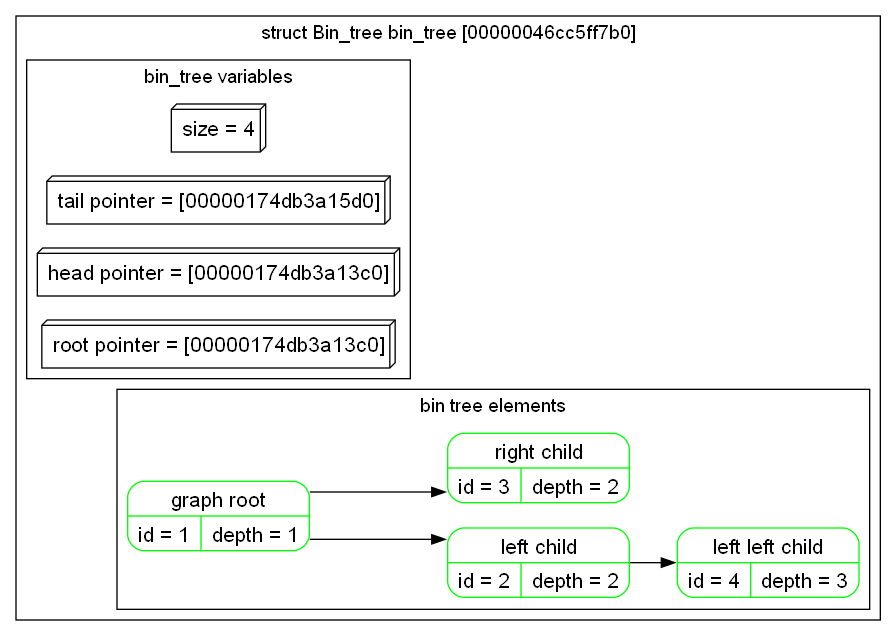 struct Bin_tree bin_tree [00000046cc5ff7b0]
bin_tree variables
size = 4
tail pointer = [00000174db3a15d0]
head pointer = [00000174db3a13c0]
root pointer = [00000174db3a13c0]
bin tree elements
right child
id = 3 depth = 2
graph root
id = 1 depth = 1
left child
id = 2 depth = 2
left left child
id = 4 depth = 3